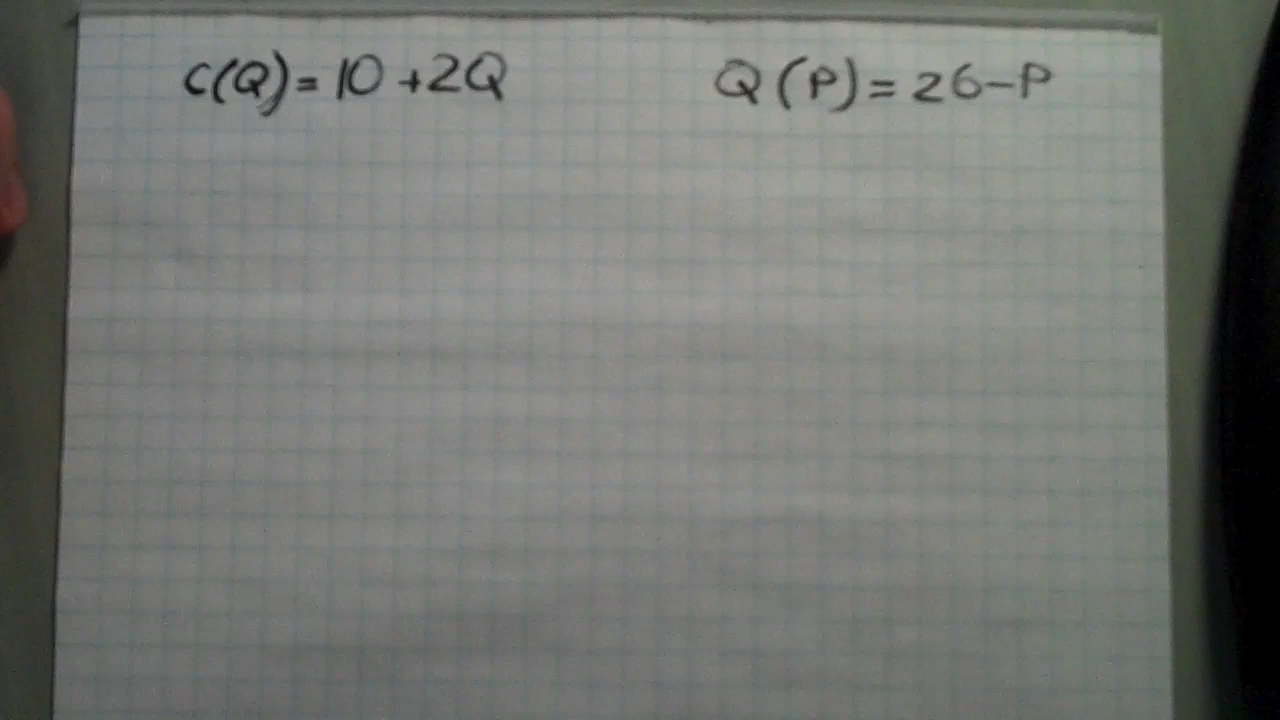 C(Q)= 10 +2Q Q(P)= 26-P